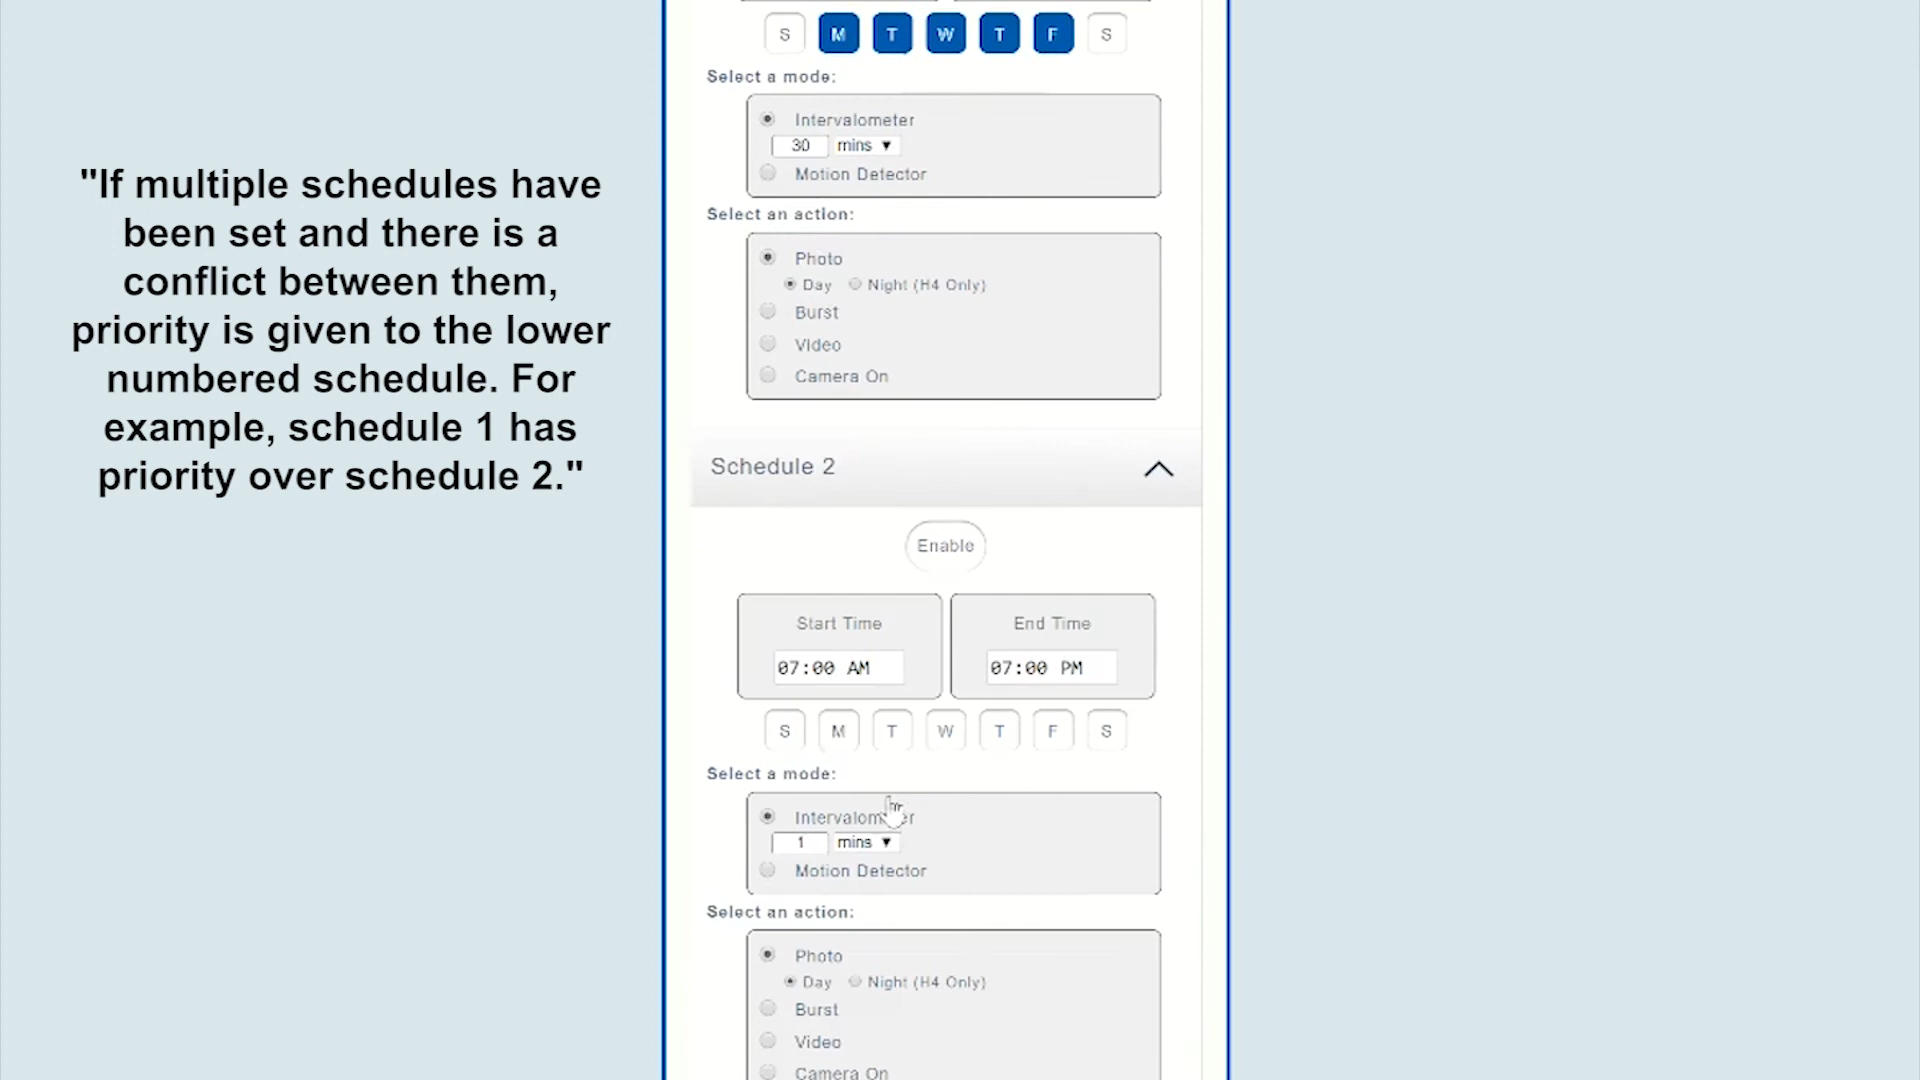 "If multiple schedules have
been set and there is a
conflict between them,
priority is given to the lower
numbered schedule. For
example, schedule 1 has
priority over schedule 2."
S M T W T F S
Select a mode:
Intervalometer
30 mins
Motion Detector
Select an action:
Photo
Day Night (H4 Only)
Burst
Video
Camera On
Schedule 2
Enable
Start Time End Time
07:00 AM 07:00 PM
S M T W T F S
Select a mode:
Intervalometer
1 mins
Motion Detector
Select an action:
Photo
Day Night (H4 Only)
Burst
Video
Camera On